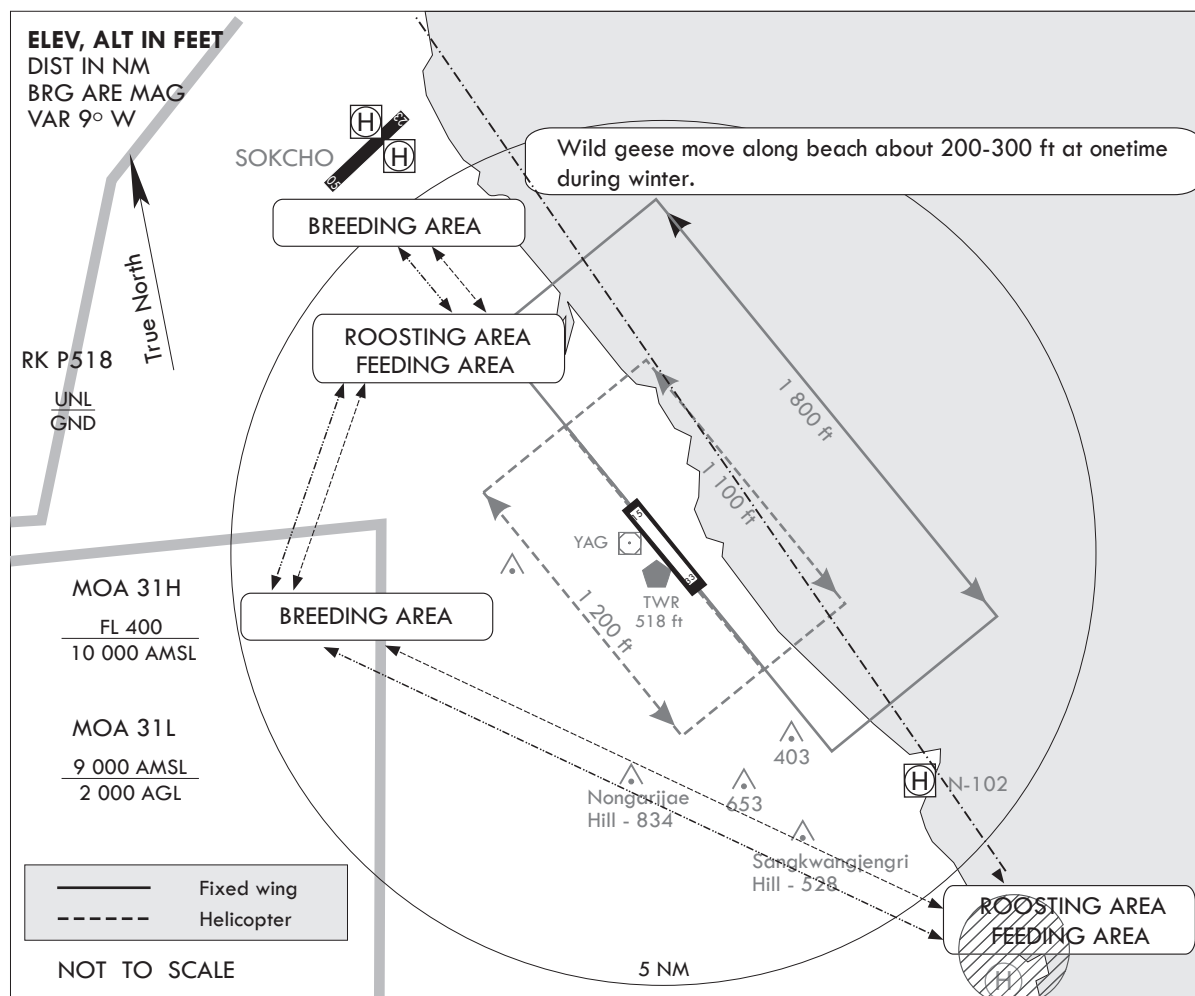 ELEV, ALT IN FEET
DIST IN NM
BRG ARE MAG
VAR 9° W
SOKCHO
H
H
05
23
Wild geese move along beach about 200-300 ft at onetime
during winter.
BREEDING AREA
True North
ROOSTING AREA
FEEDING AREA
RK P518
UNL
GND
1 800 ft
1 100 ft
15
YAG
33
TWR
518 ft
1 200 ft
MOA 31H
FL 400
10 000 AMSL
BREEDING AREA
MOA 31L
9 000 AMSL
2 000 AGL
403
H
N-102
653
Nongarijae
Hill - 834
Sangkwangjengri
Hill - 528
Fixed wing
Helicopter
ROOSTING AREA
FEEDING AREA
H
NOT TO SCALE
5 NM